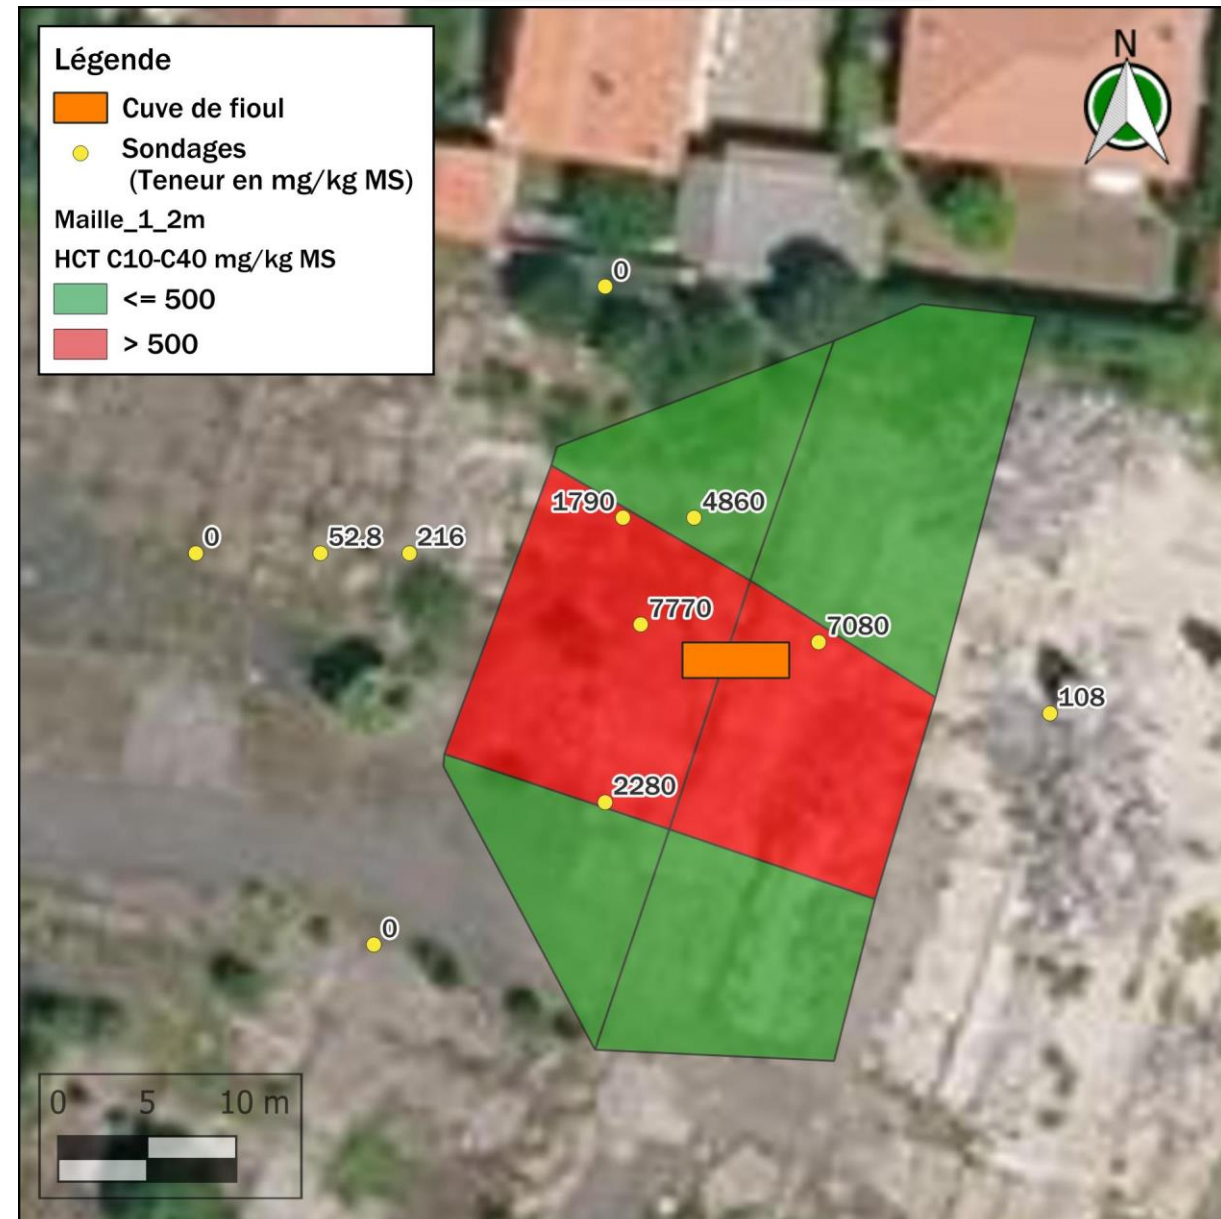 Légende
Cuve de fioul
Sondages
(Teneur en mg/kg MS)
Maille_1_2m
HCT C10-C40 mg/kg MS
<= 500
> 500
N
0
1790
4860
0
52.8
216
7770
7080
108
2280
0
0 5 10 m